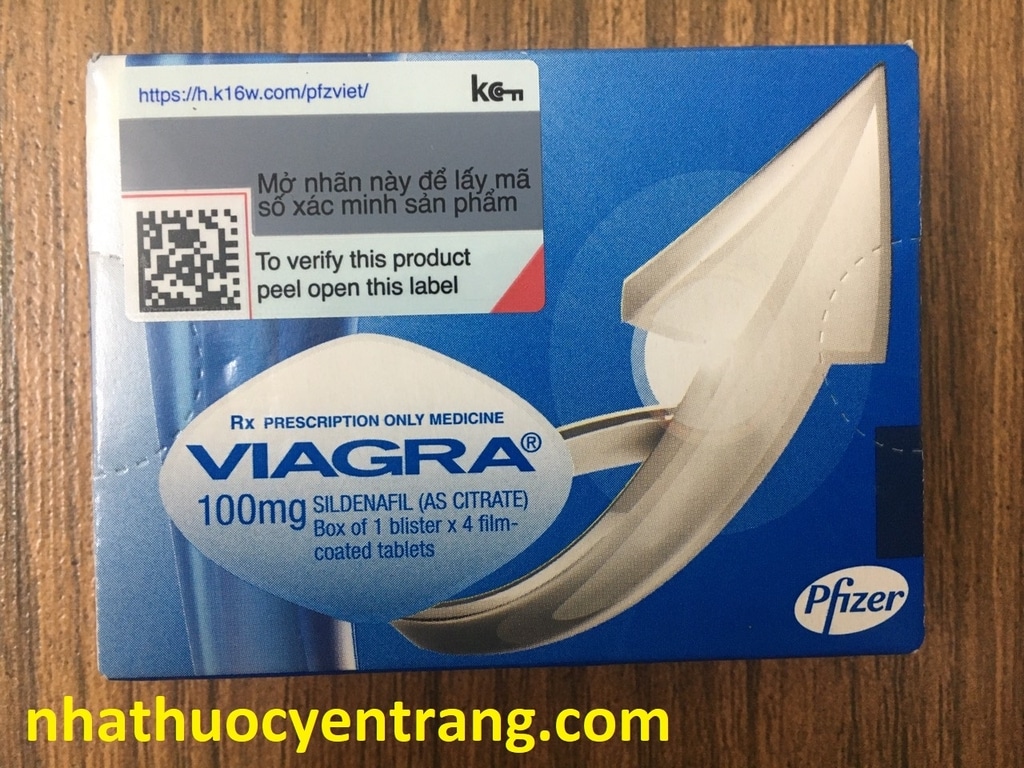 https://h.k16w.com/pfzviet/
Mở nhãn này để lấy mã
số xác minh sản phẩm
To verify this product
peel open this label
Rx PRESCRIPTION ONLY MEDICINE
VIAGRA®
100mg SILDENAFIL (AS CITRATE)
Box of 1 blister x 4 film-
coated tablets
Pfizer
nhathuocyentrang.com